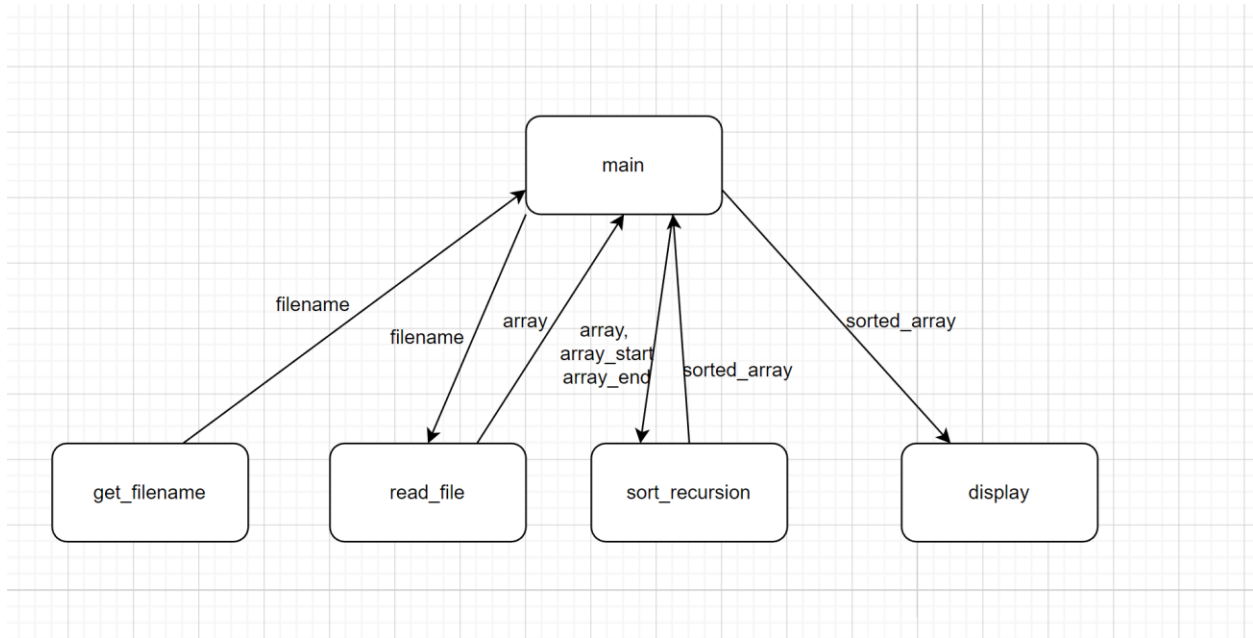 main
filename
filename
array
array,
array_start
array_end
sorted_array
sorted_array
get_filename
read_file
sort_recursion
display